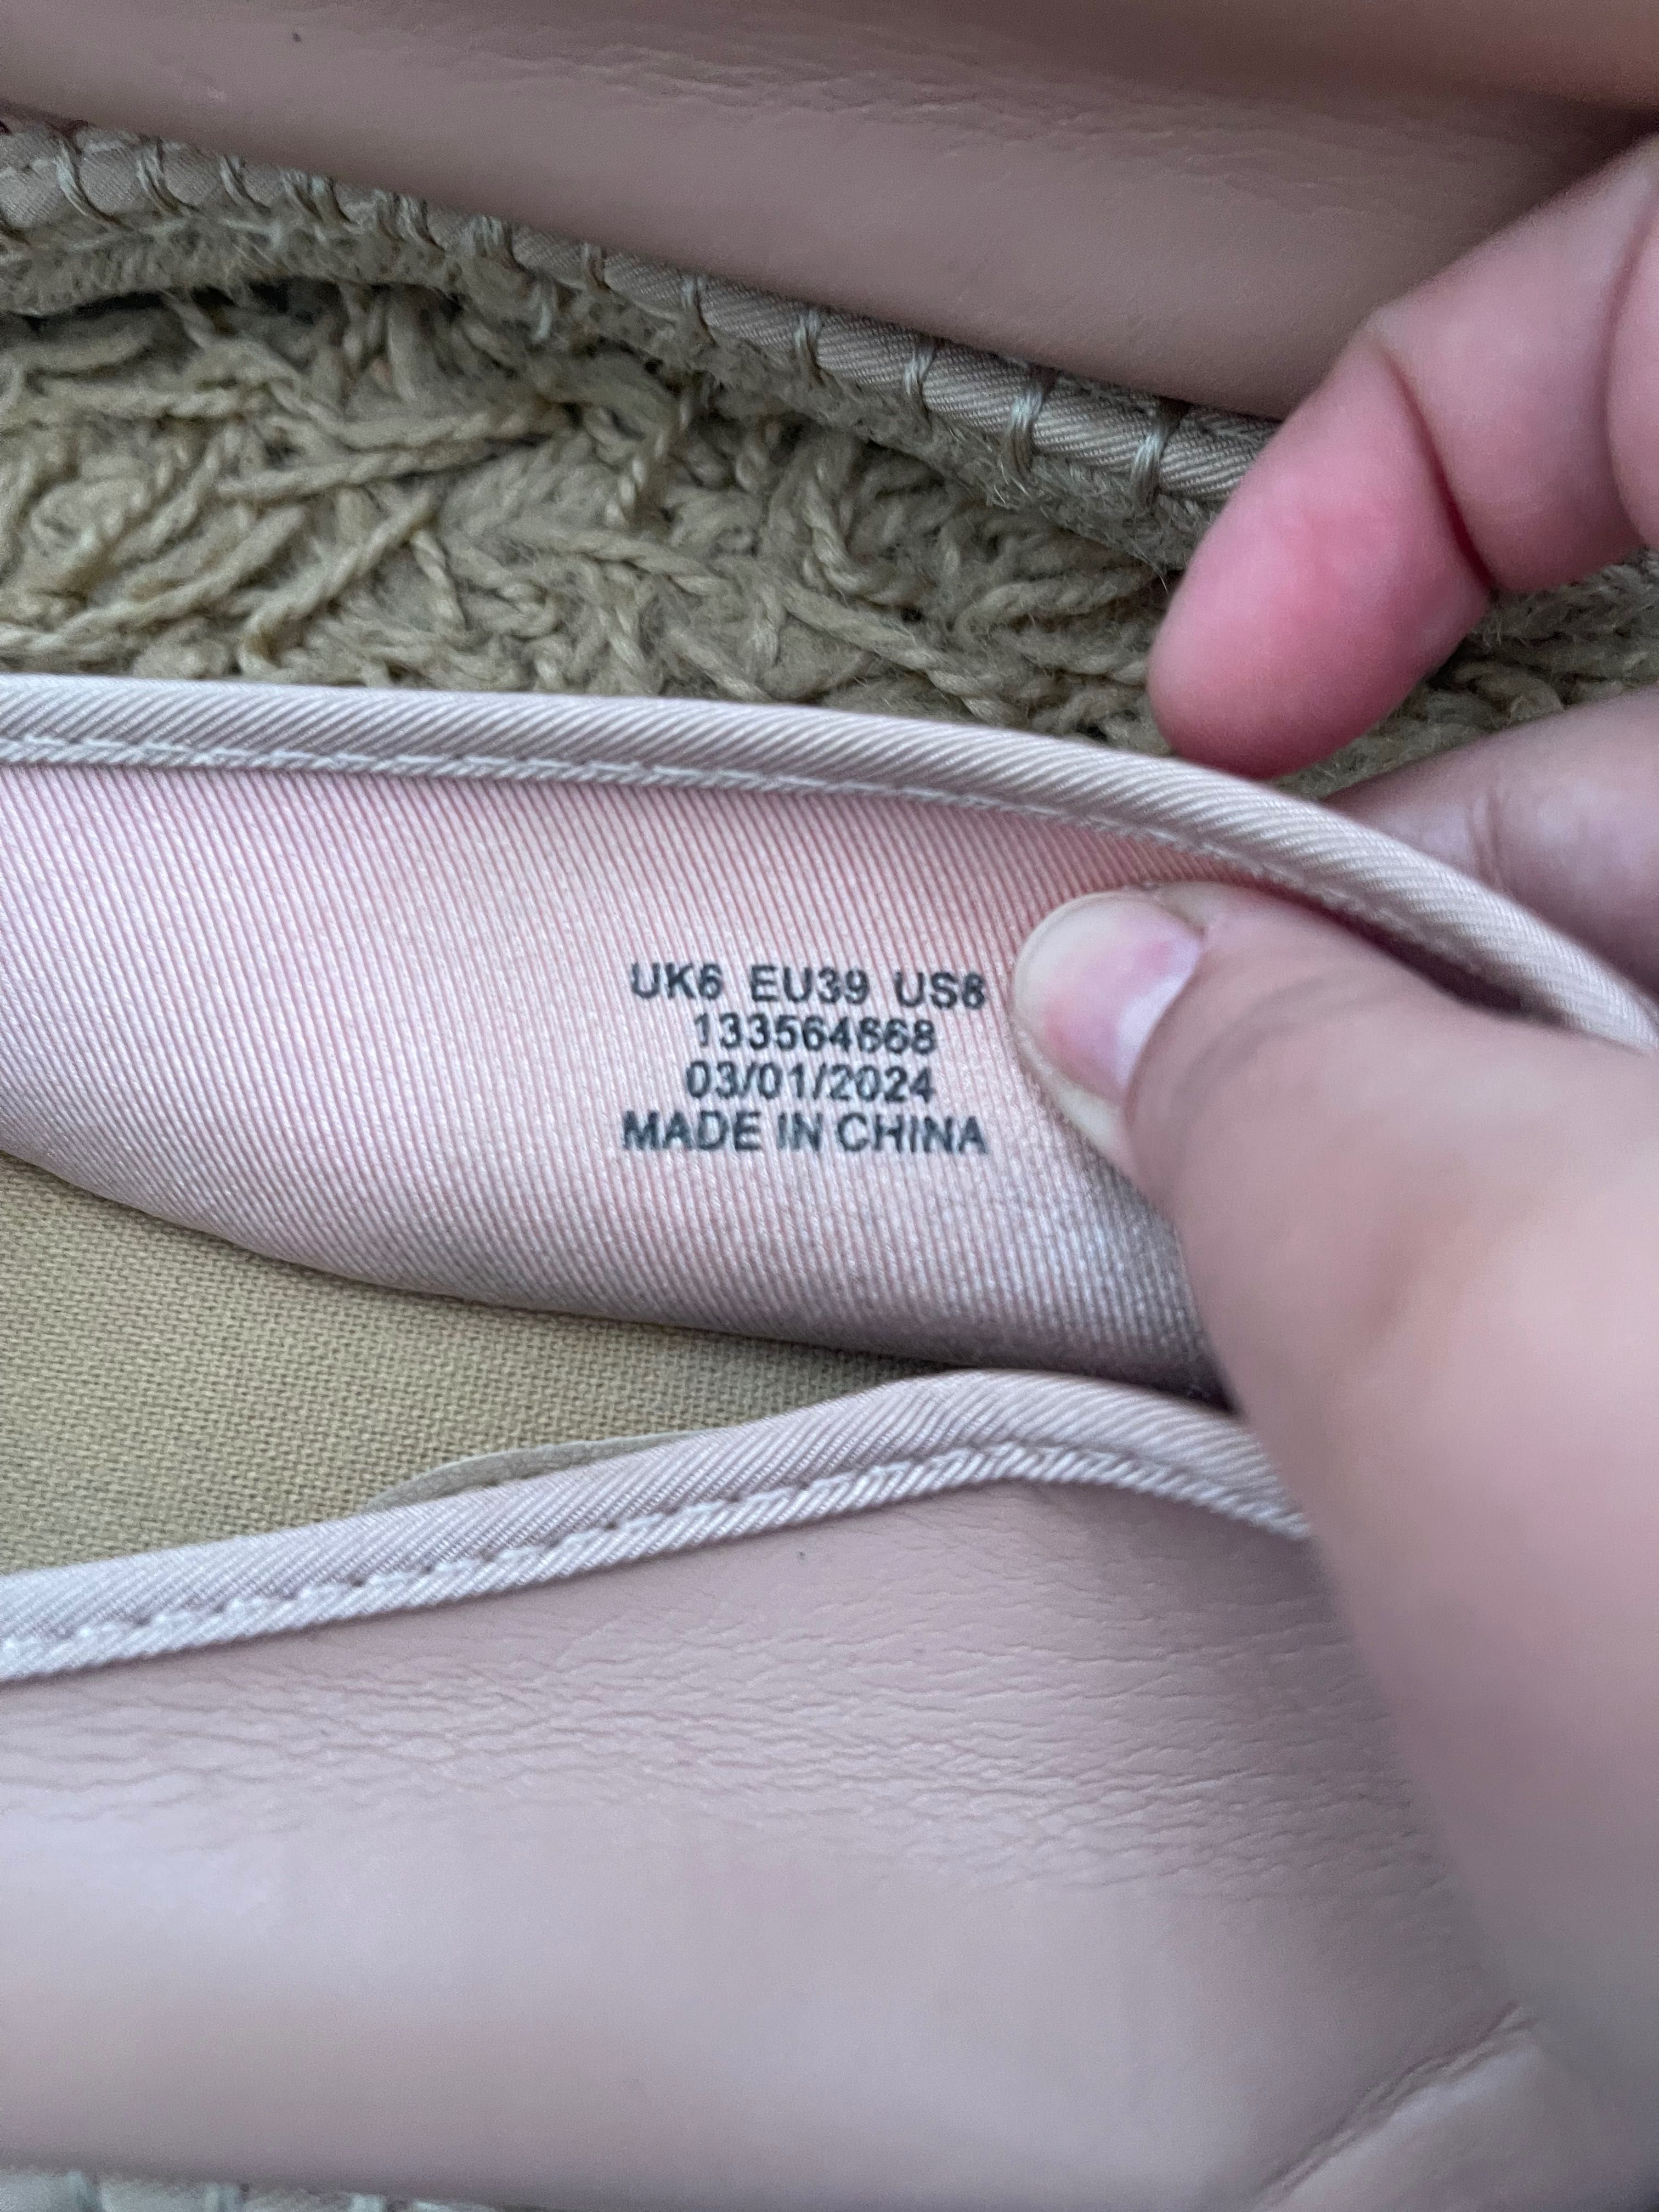 UK6 EU39 US8
133564668
03/01/2024
MADE IN CHINA